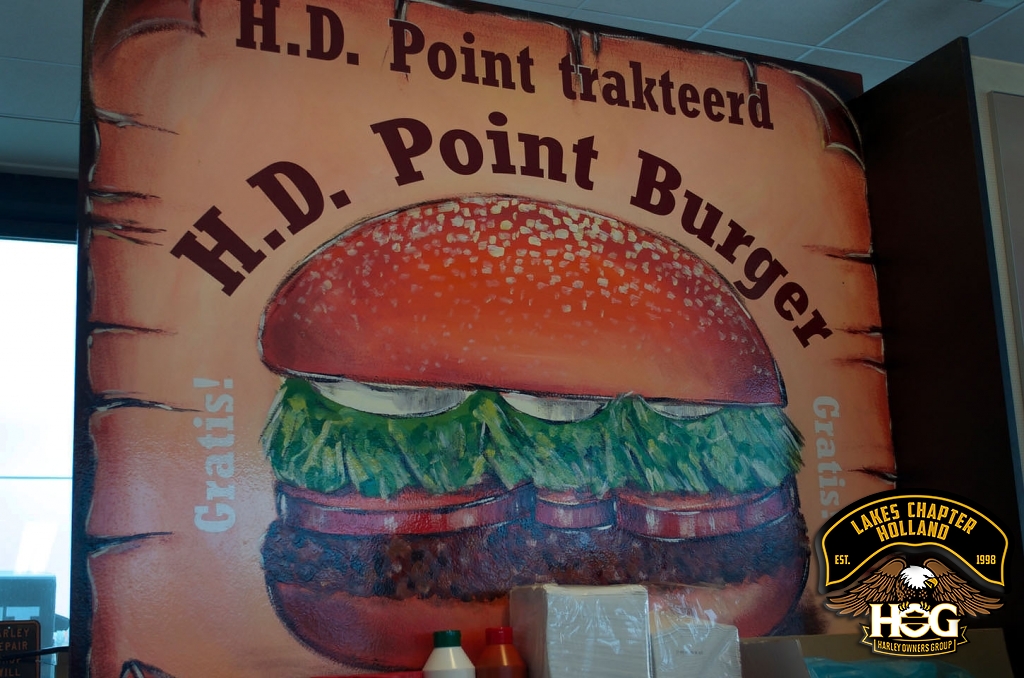 H.D. Point trakteerd
H.D. Point Burger
Gratis!
Gratis!
LAKES CHAPTER
HOLLAND
EST. 1998
HOG
HARLEY OWNERS GROUP